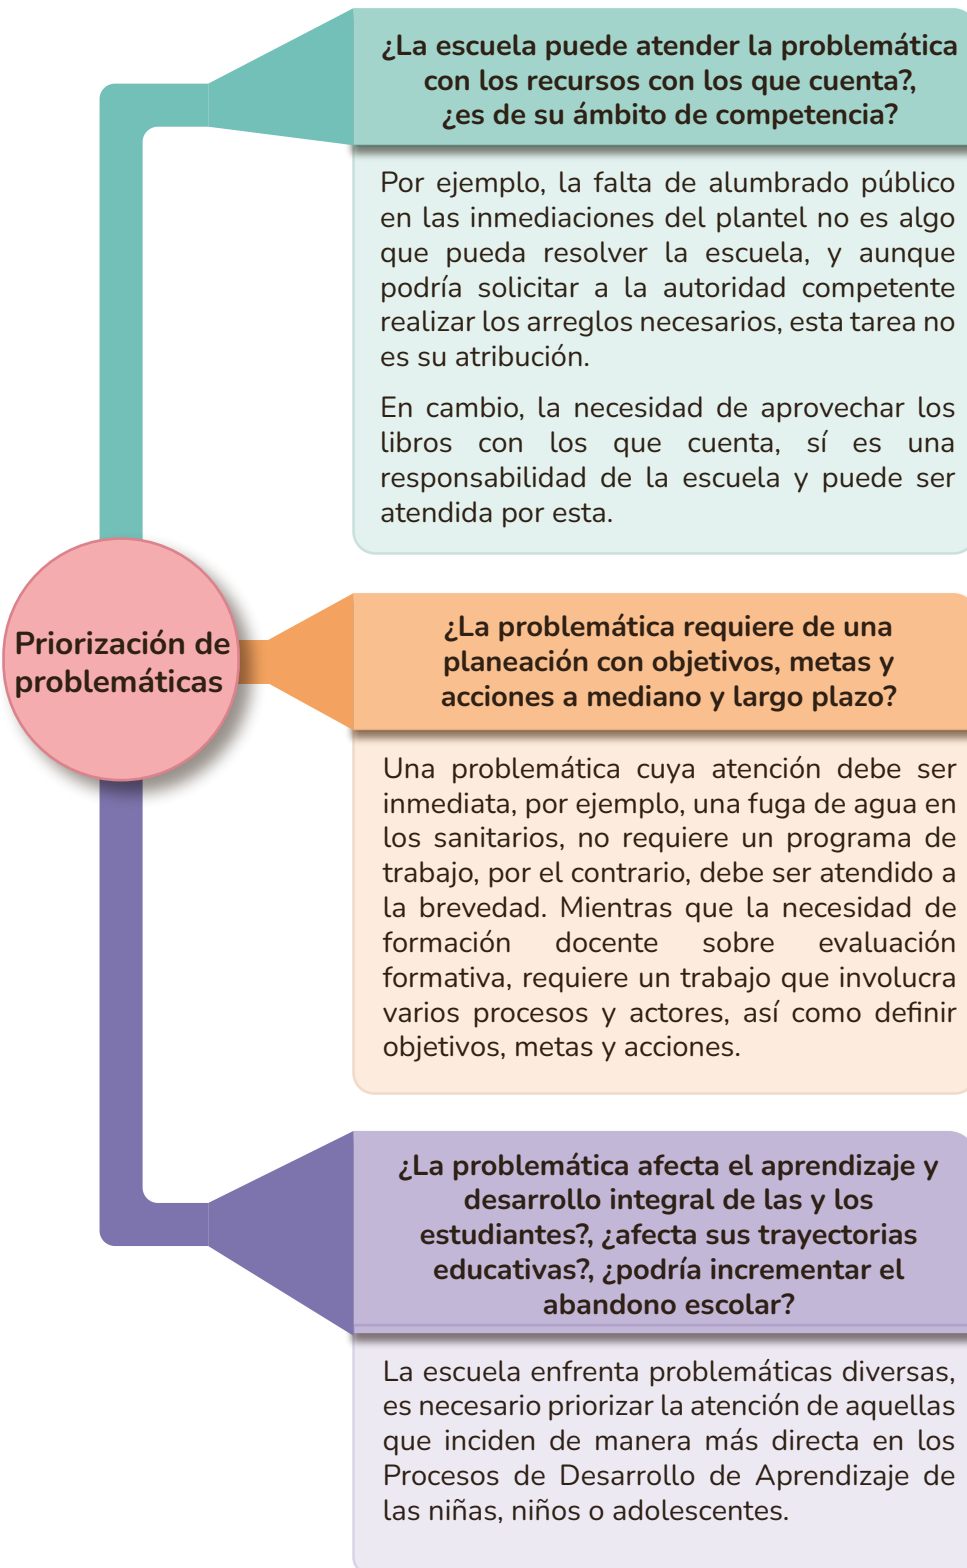 ¿La escuela puede atender la problemática
con los recursos con los que cuenta?,
¿es de su ámbito de competencia?
Por ejemplo, la falta de alumbrado público
en las inmediaciones del plantel no es algo
que pueda resolver la escuela, y aunque
podría solicitar a la autoridad competente
realizar los arreglos necesarios, esta tarea no
es su atribución.
En cambio, la necesidad de aprovechar los
libros con los que cuenta, sí es una
responsabilidad de la escuela y puede ser
atendida por esta.
Priorización de
problemáticas
¿La problemática requiere de una
planeación con objetivos, metas y
acciones a mediano y largo plazo?
Una problemática cuya atención debe ser
inmediata, por ejemplo, una fuga de agua en
los sanitarios, no requiere un programa de
trabajo, por el contrario, debe ser atendido a
la brevedad. Mientras que la necesidad de
formación docente sobre evaluación
formativa, requiere un trabajo que involucra
varios procesos y actores, así como definir
objetivos, metas y acciones.
¿La problemática afecta el aprendizaje y
desarrollo integral de las y los
estudiantes?, ¿afecta sus trayectorias
educativas?, ¿podría incrementar el
abandono escolar?
La escuela enfrenta problemáticas diversas,
es necesario priorizar la atención de aquellas
que inciden de manera más directa en los
Procesos de Desarrollo de Aprendizaje de
las niñas, niños o adolescentes.